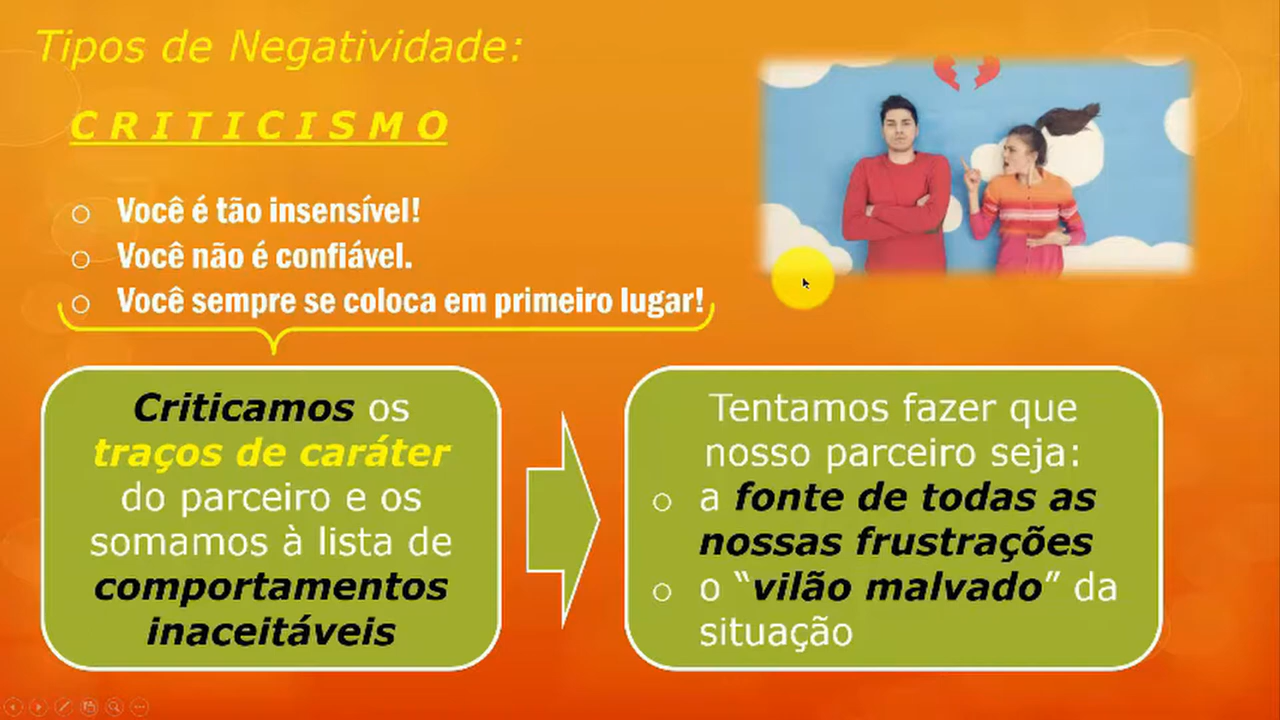 Tipos de Negatividade:
C R I T I C I S M O
Você é tão insensível!
Você não é confiável.
Você sempre se coloca em primeiro lugar!
Criticamos os
traços de caráter
do parceiro e os
somamos à lista de
comportamentos
inaceitáveis
Tentamos fazer que
nosso parceiro seja:
a fonte de todas as
nossas frustrações
o “vilão malvado” da
situação